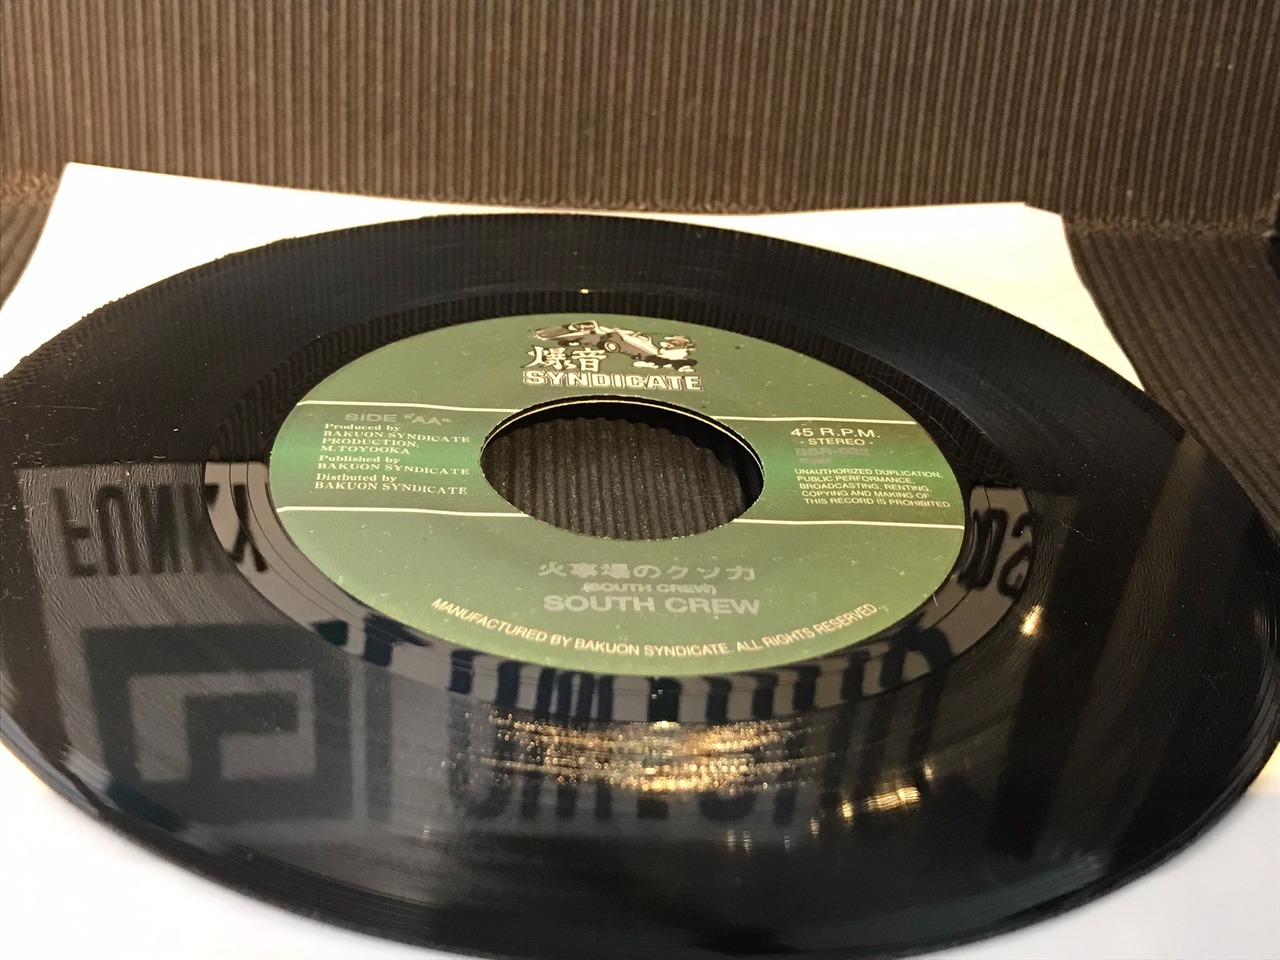 爆音
SYNDICATE
SIDE "AA"
Produced by
BAKUON SYNDICATE
PRODUCTION.
M.TOYOOKA
Published by
BAKUON SYNDICATE
Distbuted by
BAKUON SYNDICATE
45 R.P.M.
- STEREO -
UNAUTHORIZED DUPLICATION,
PUBLIC PERFORMANCE,
BROADCASTING, RENTING
COPYING AND MAKING OF
THIS RECORD IS PROHIBITED
火事場のクソ力
(SOUTH CREW)
SOUTH CREW
MANUFACTURED BY BAKUON SYNDICATE. ALL RIGHTS RESERVED.